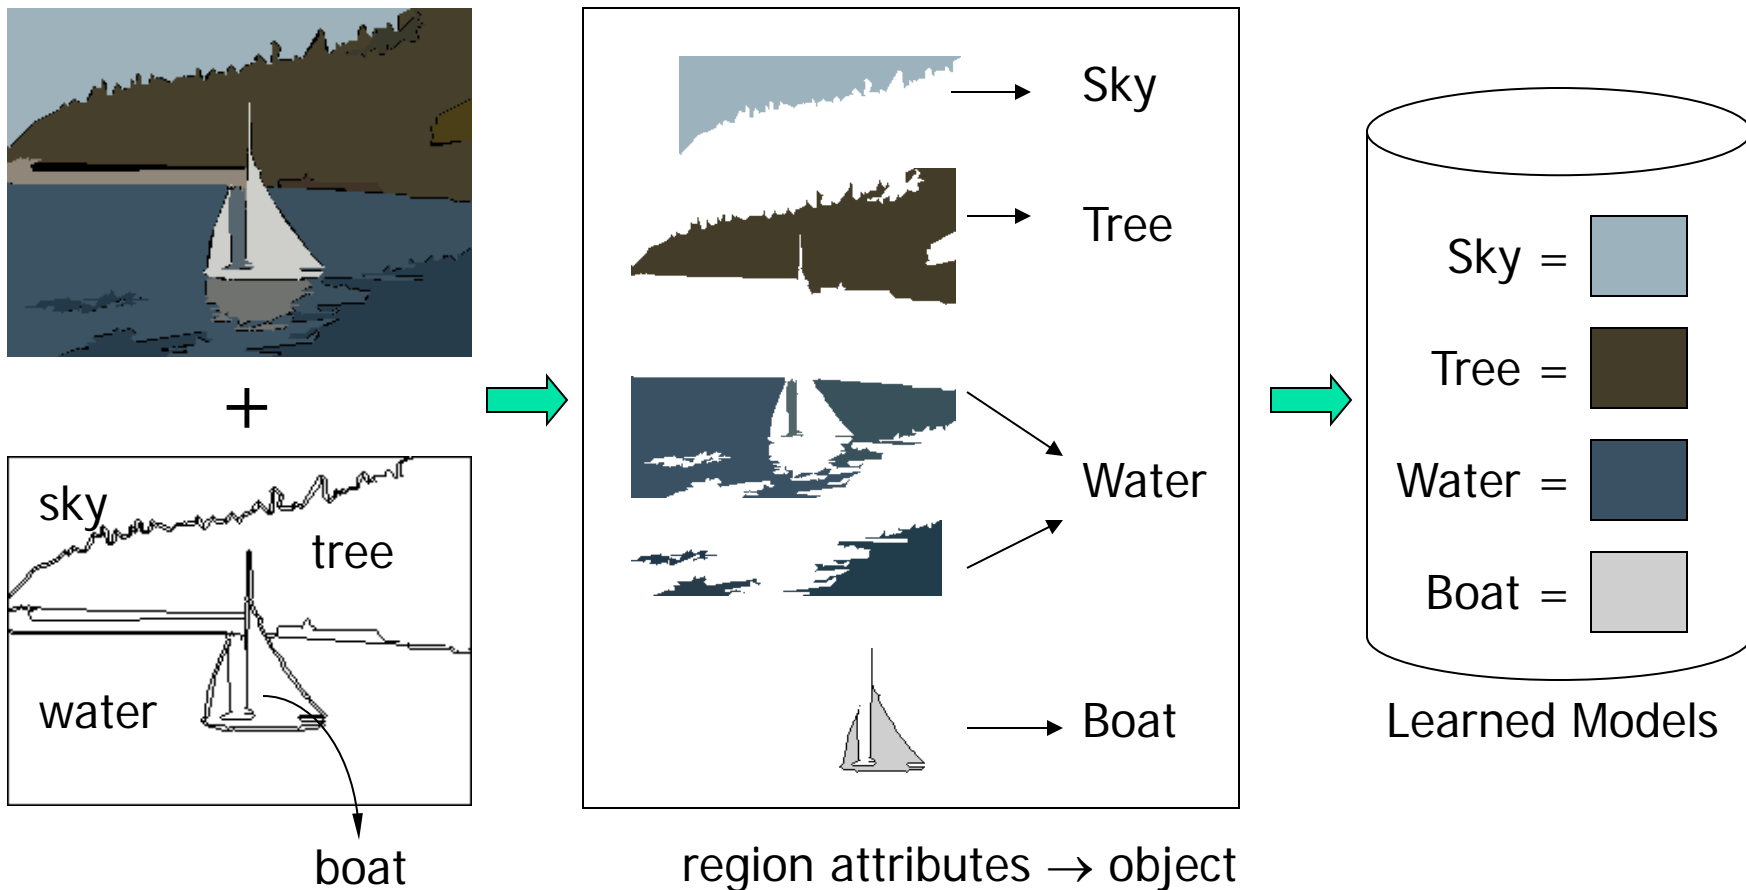 +
sky
tree
water
boat
Sky
Tree
Water
Boat
region attributes → object
Sky =
Tree =
Water =
Boat =
Learned Models